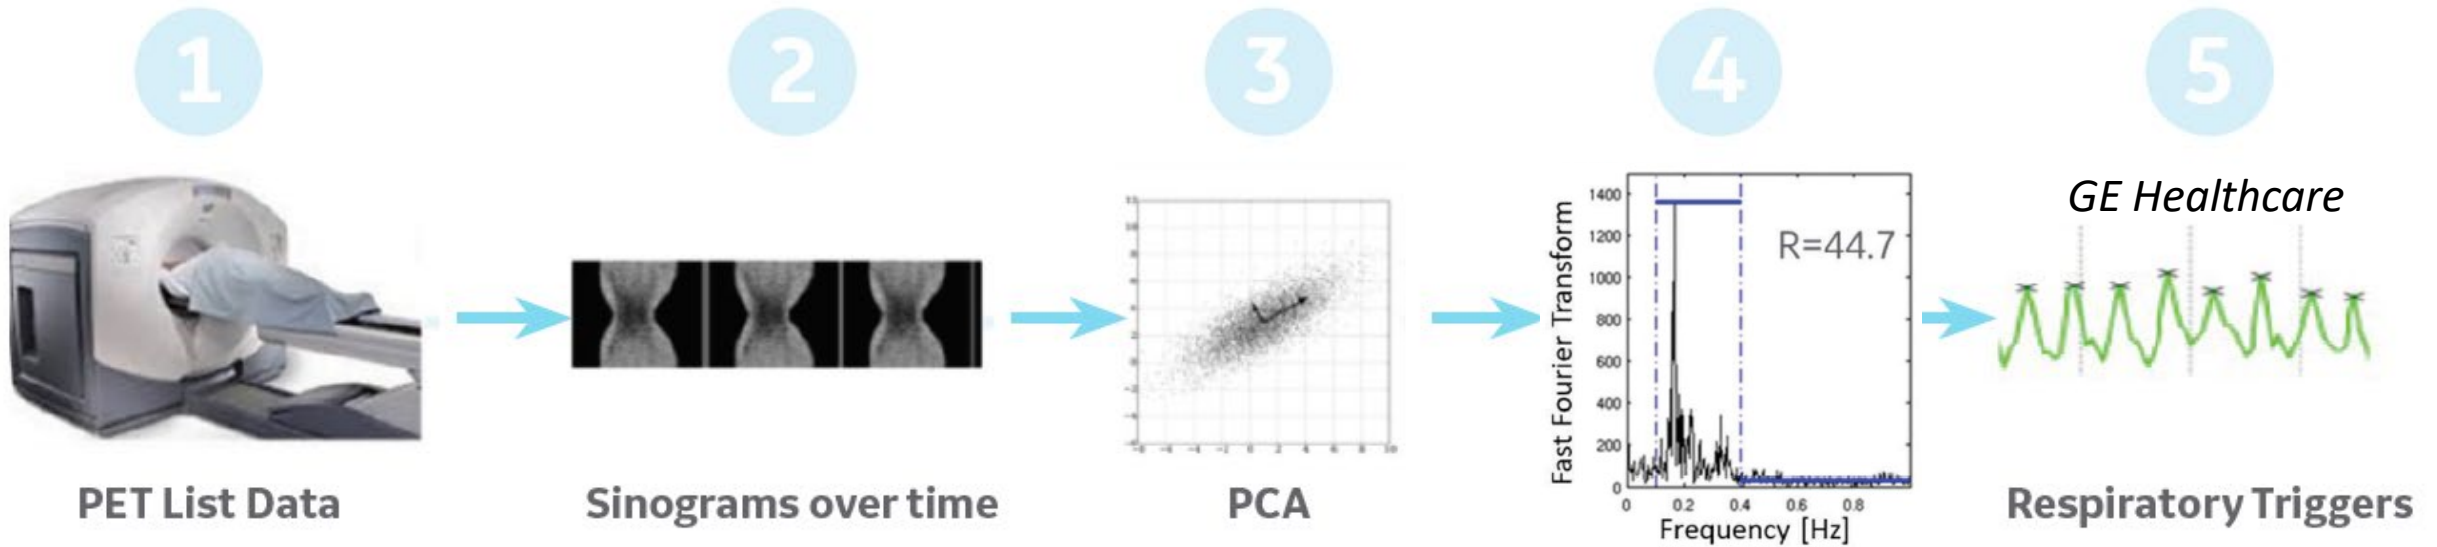 1
2
3
4
5
GE Healthcare
Fast Fourier Transform
1400
1200
1000
800
600
400
200
0
R=44.7
0 0.2 0.4 0.6 0.8
Frequency [Hz]
PET List Data
Sinograms over time
PCA
Respiratory Triggers